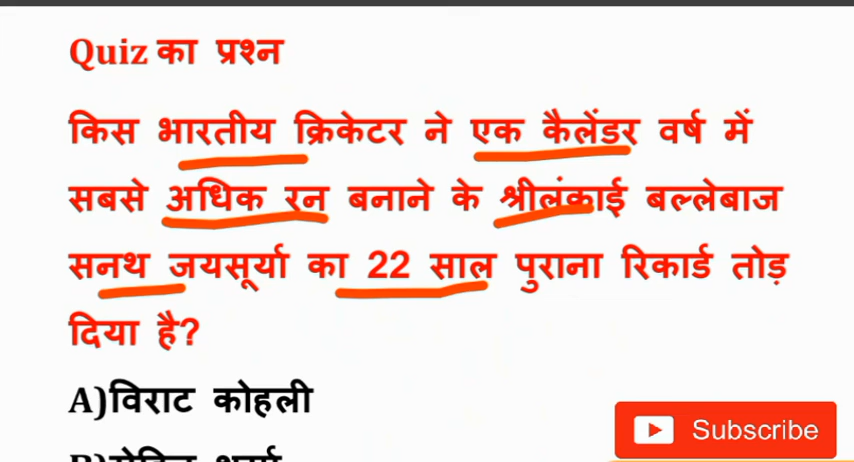 Quiz का प्रश्न
किस भारतीय क्रिकेटर ने एक कैलेंडर वर्ष में
सबसे अधिक रन बनाने के श्रीलंकाई बल्लेबाज
सनथ जयसूर्या का 22 साल पुराना रिकार्ड तोड़
दिया है?
A)विराट कोहली
Subscribe